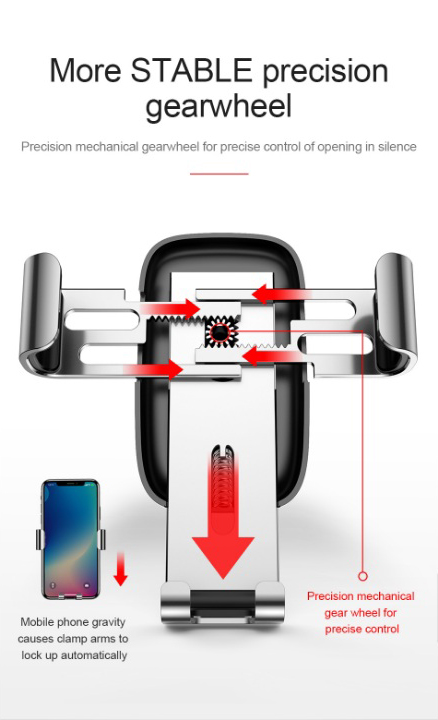 More STABLE precision
gearwheel
Precision mechanical gearwheel for precise control of opening in silence
Mobile phone gravity
causes clamp arms to
lock up automatically
Precision mechanical
gear wheel for
precise control